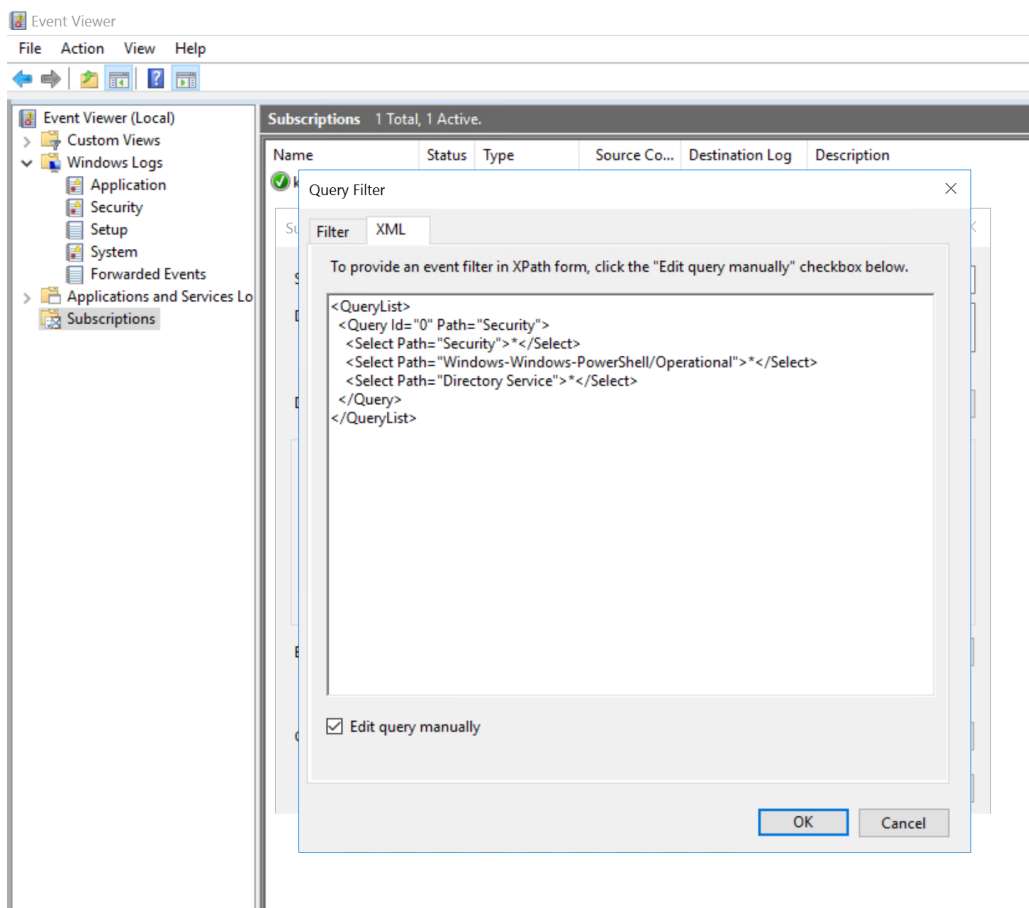 Event Viewer
File Action View Help
Event Viewer (Local)
Custom Views
Windows Logs
Application
Security
Setup
System
Forwarded Events
Applications and Services Lo
Subscriptions
Subscriptions 1 Total, 1 Active.
Name Status Type Source Co... Destination Log Description
Query Filter
Filter XML
To provide an event filter in XPath form, click the "Edit query manually" checkbox below.
<QueryList>
<Query Id="0" Path="Security">
<Select Path="Security">*</Select>
<Select Path="Windows-Windows-PowerShell/Operational">*</Select>
<Select Path="Directory Service">*</Select>
</Query>
</QueryList>
Edit query manually
OK Cancel